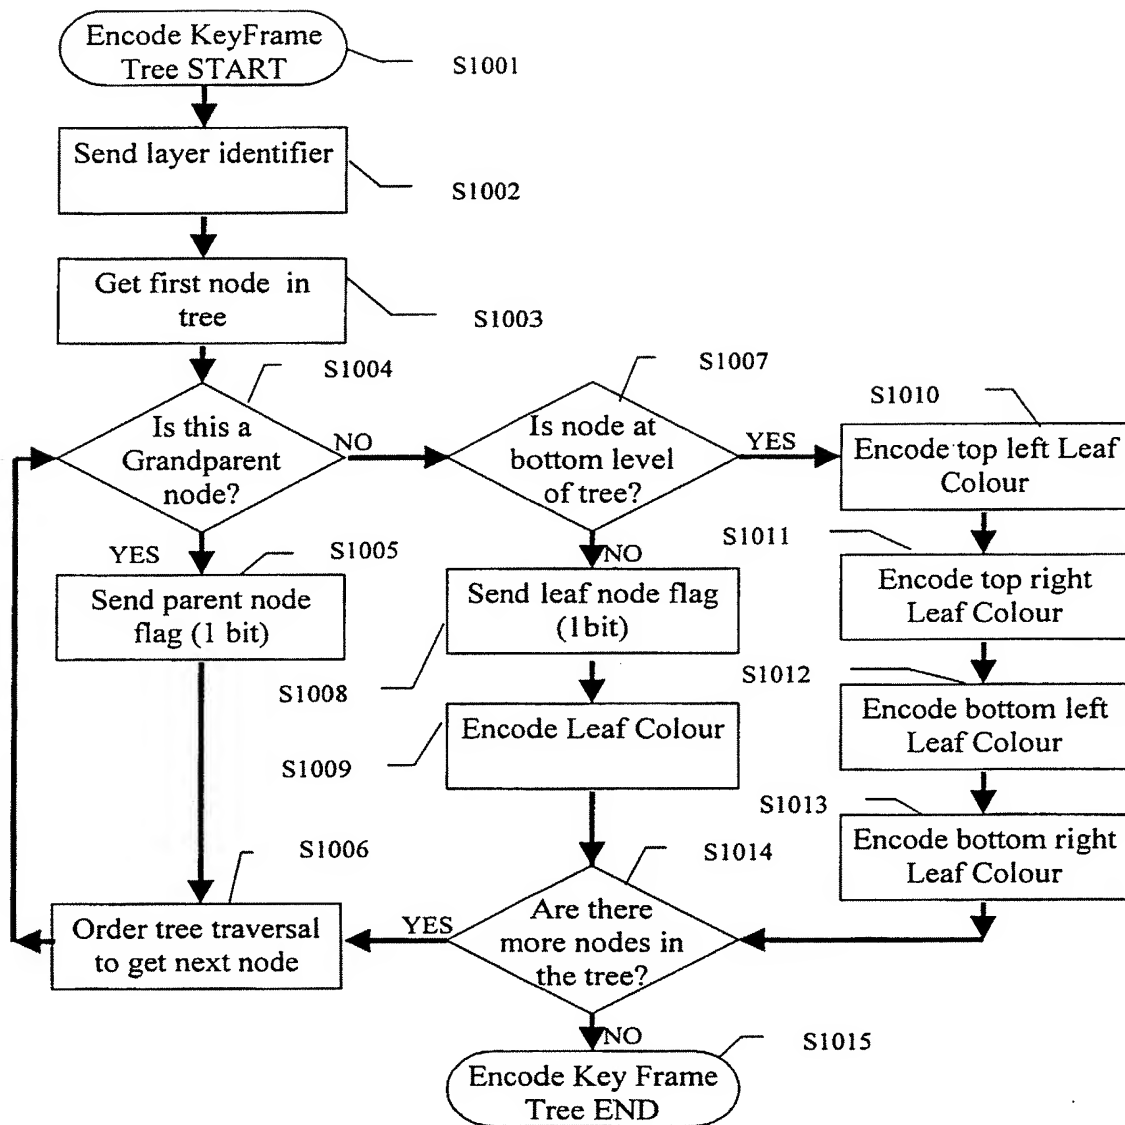 Encode KeyFrame
Tree START
S1001
Send layer identifier
S1002
Get first node in
tree
S1003
S1004
Is this a
Grandparent
node?
NO
YES
S1005
Send parent node
flag (1 bit)
S1006
Order tree traversal
to get next node
S1007
Is node at
bottom level
of tree?
YES
NO
Send leaf node flag
(1bit)
S1008
Encode Leaf Colour
S1009
S1010
Encode top left Leaf
Colour
S1011
Encode top right
Leaf Colour
S1012
Encode bottom left
Leaf Colour
S1013
Encode bottom right
Leaf Colour
S1014
Are there
more nodes in
the tree?
YES
NO
S1015
Encode Key Frame
Tree END